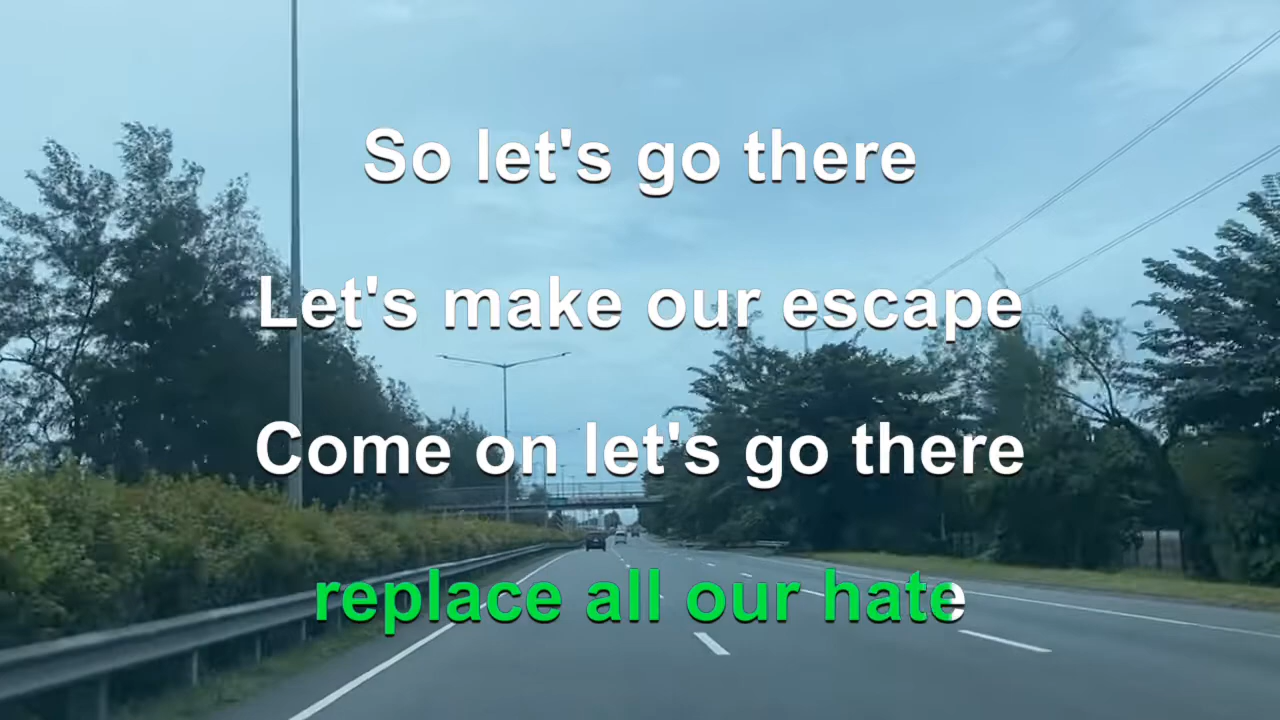 So let's go there
Let's make our escape
Come on let's go there
replace all our hate